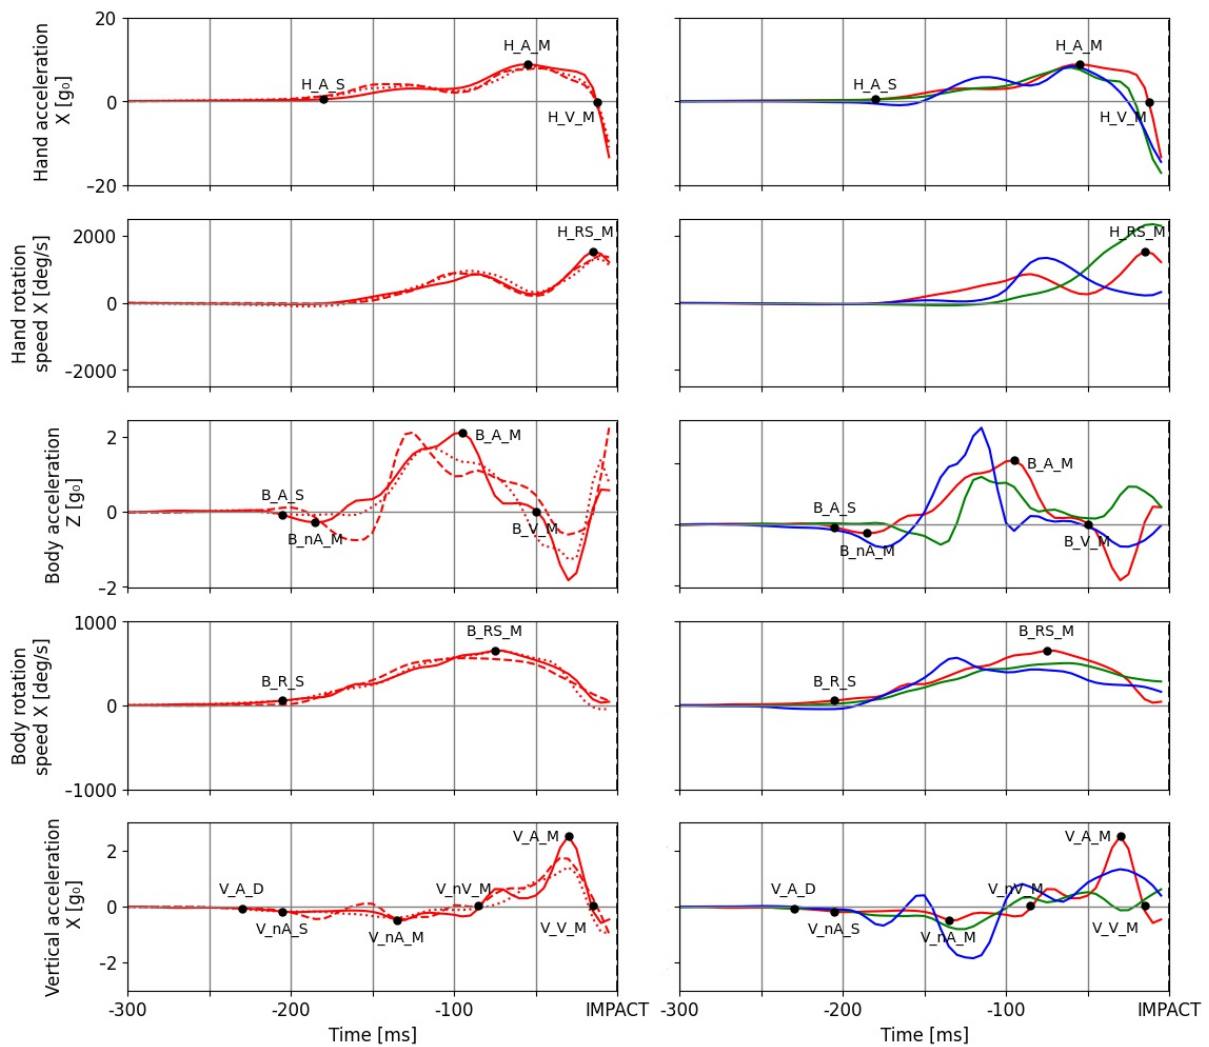 Hand acceleration
X [g₀]
20
0
–20
H_A_S
H_A_M
H_V_M
H_A_S
H_A_M
H_V_M
Hand rotation
speed X [deg/s]
2000
0
–2000
H_RS_M
H_RS_M
Body acceleration
Z [g₀]
2
0
–2
B_A_S
B_nA_M
B_A_M
B_V_M
B_A_S
B_nA_M
B_A_M
B_V_M
Body rotation
speed X [deg/s]
1000
0
–1000
B_R_S
B_RS_M
B_R_S
B_RS_M
Vertical acceleration
X [g₀]
2
0
-2
V_A_D
V_nA_S
V_nA_M
V_nV_M
V_A_M
V_V_M
V_A_D
V_nA_S
V_nA_M
V_nV_M
V_A_M
V_V_M
-300 -200 -100 IMPACT
Time [ms]
-300 -200 -100 IMPACT
Time [ms]